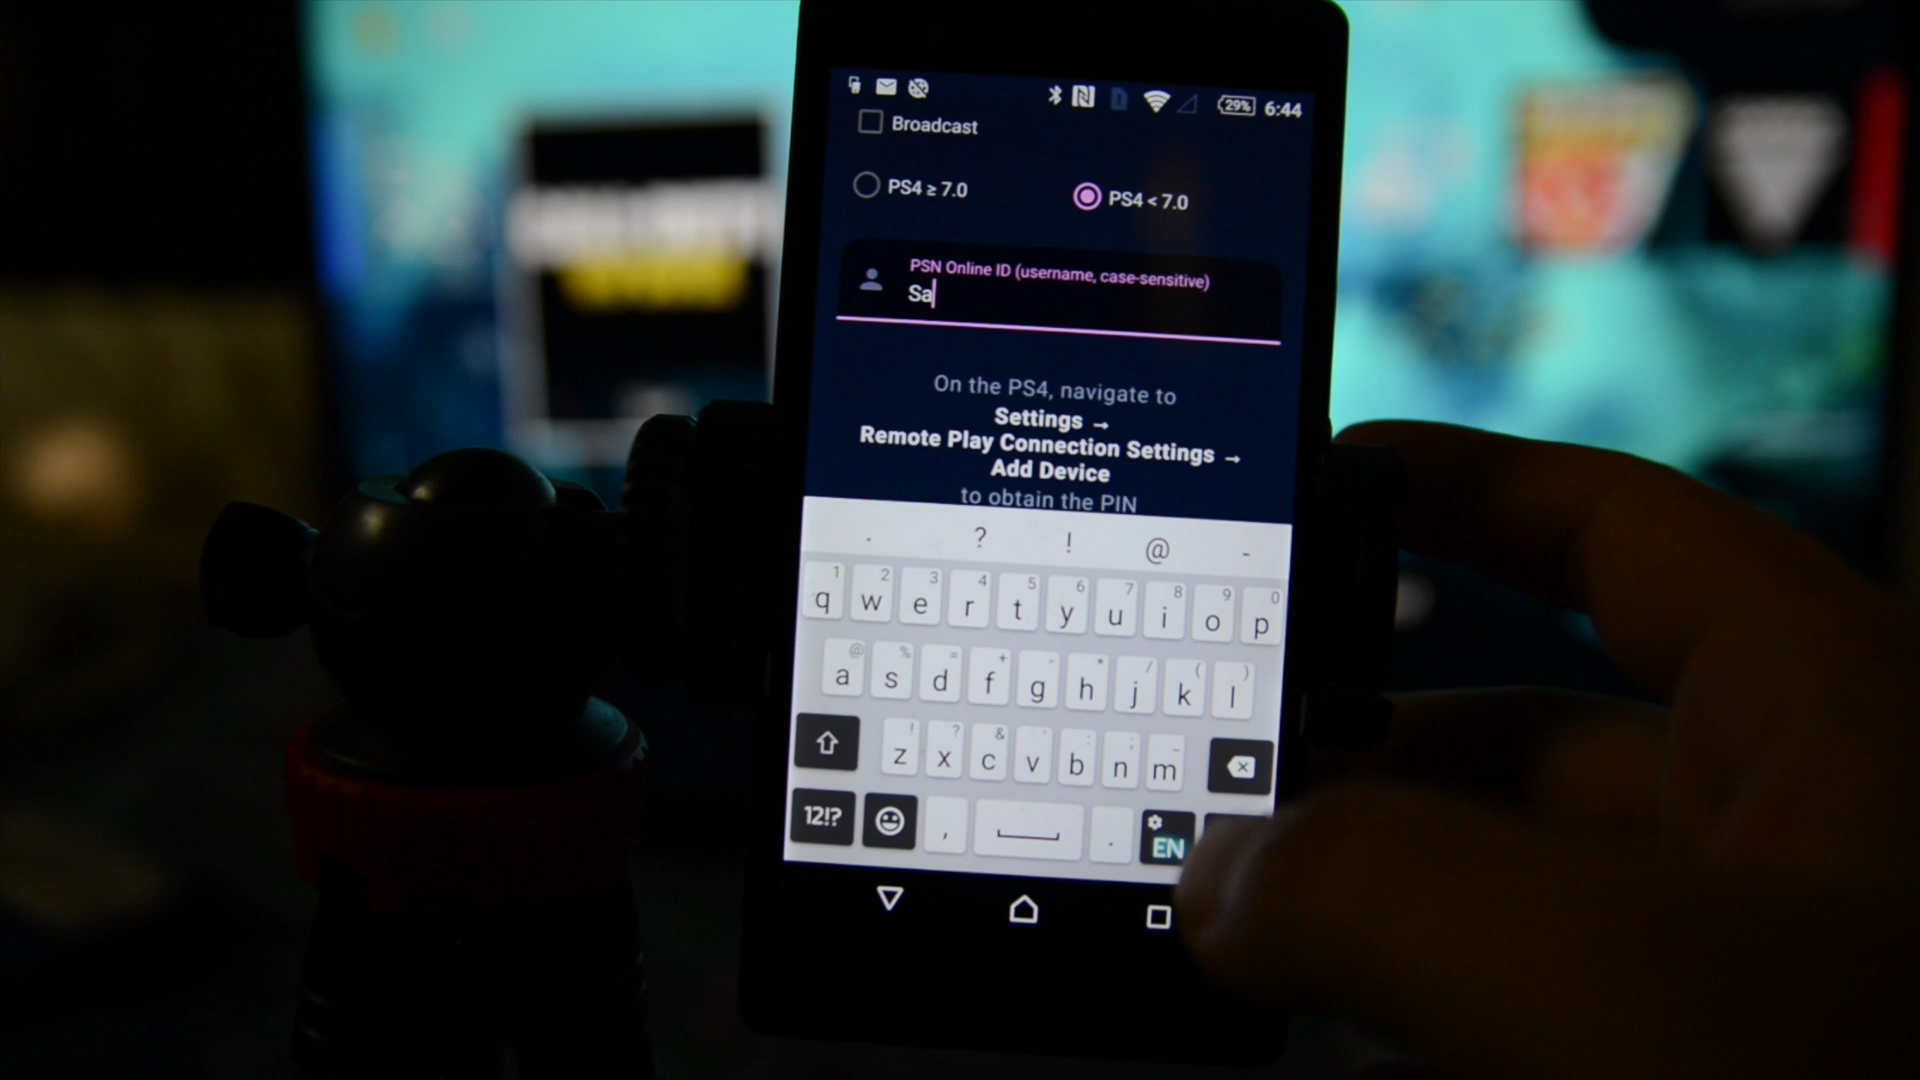 29% 6:44
Broadcast
PS4 ≥ 7.0 PS4 < 7.0
PSN Online ID (username, case-sensitive)
Sa
On the PS4, navigate to
Settings →
Remote Play Connection Settings →
Add Device
to obtain the PIN
. ? ! @ -
1 2 3 4 5 6 7 8 9 0
q w e r t y u i o p
a s d f g h j k l
z x c v b n m
12!? , . EN